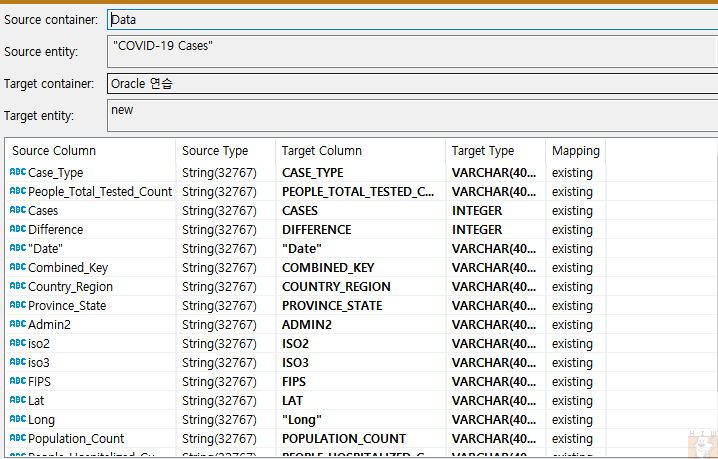 Source container: Data
Source entity: "COVID-19 Cases"
Target container: Oracle 연습
Target entity: new
Source Column Source Type Target Column Target Type Mapping
ABC Case_Type String(32767) CASE_TYPE VARCHAR(40... existing
ABC People_Total_Tested_Count String(32767) PEOPLE_TOTAL_TESTED_C... VARCHAR(40... existing
ABC Cases String(32767) CASES INTEGER existing
ABC Difference String(32767) DIFFERENCE INTEGER existing
ABC "Date" String(32767) "Date" VARCHAR(40... existing
ABC Combined_Key String(32767) COMBINED_KEY VARCHAR(40... existing
ABC Country_Region String(32767) COUNTRY_REGION VARCHAR(40... existing
ABC Province_State String(32767) PROVINCE_STATE VARCHAR(40... existing
ABC Admin2 String(32767) ADMIN2 VARCHAR(40... existing
ABC iso2 String(32767) ISO2 VARCHAR(40... existing
ABC iso3 String(32767) ISO3 VARCHAR(40... existing
ABC FIPS String(32767) FIPS VARCHAR(40... existing
ABC Lat String(32767) LAT VARCHAR(40... existing
ABC Long String(32767) "Long" VARCHAR(40... existing
ABC Population_Count String(32767) POPULATION_COUNT VARCHAR(40... existing